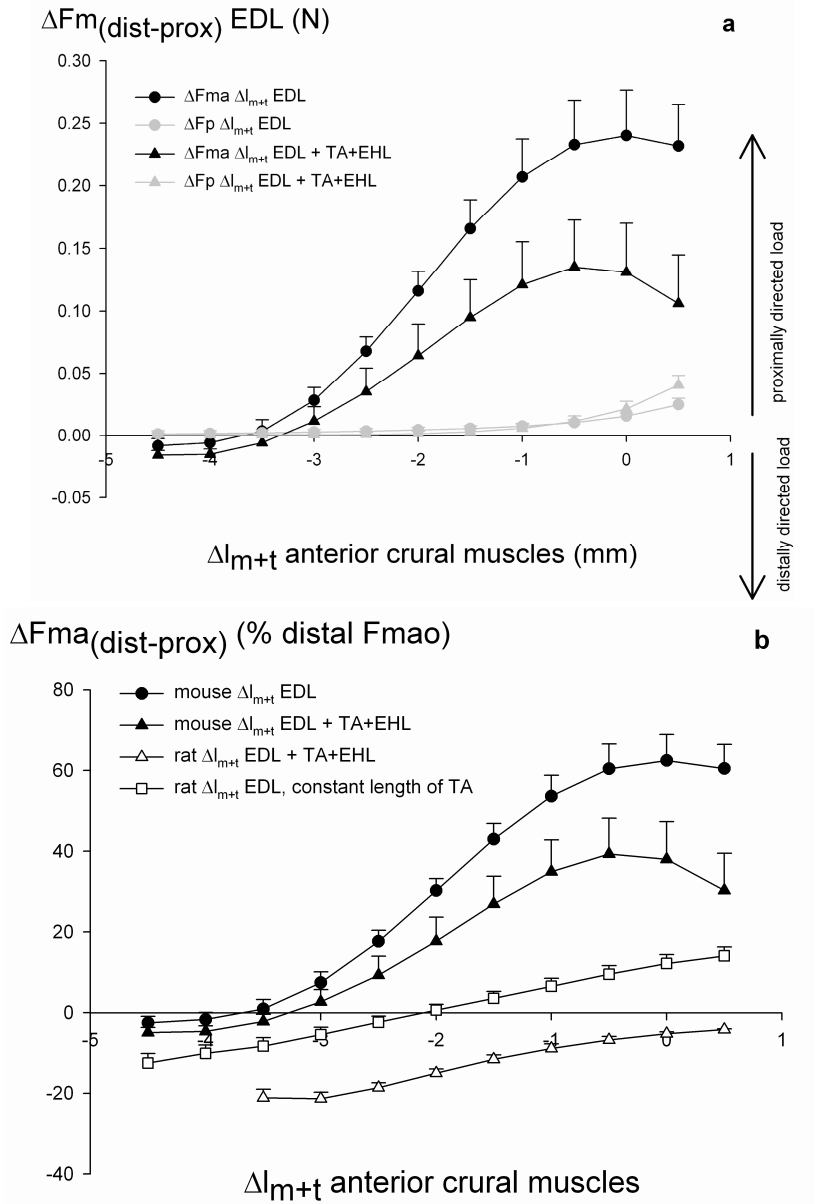 ΔFm(dist-prox) EDL (N)
a
0.30
ΔFma Δlm+t EDL
0.25
ΔFp Δlm+t EDL
ΔFma Δlm+t EDL + TA+EHL
0.20
ΔFp Δlm+t EDL + TA+EHL
0.15
0.10
0.05
0.00
-5 -4 -3 -2 -1 0 1
-0.05
proximally directed load
distally directed load
Δlm+t anterior crural muscles (mm)
ΔFma(dist-prox) (% distal Fmao)
b
80
mouse Δlm+t EDL
mouse Δlm+t EDL + TA+EHL
rat Δlm+t EDL + TA+EHL
60
rat Δlm+t EDL, constant length of TA
40
20
0
-5 -4 -3 -2 -1 0 1
-20
-40
Δlm+t anterior crural muscles